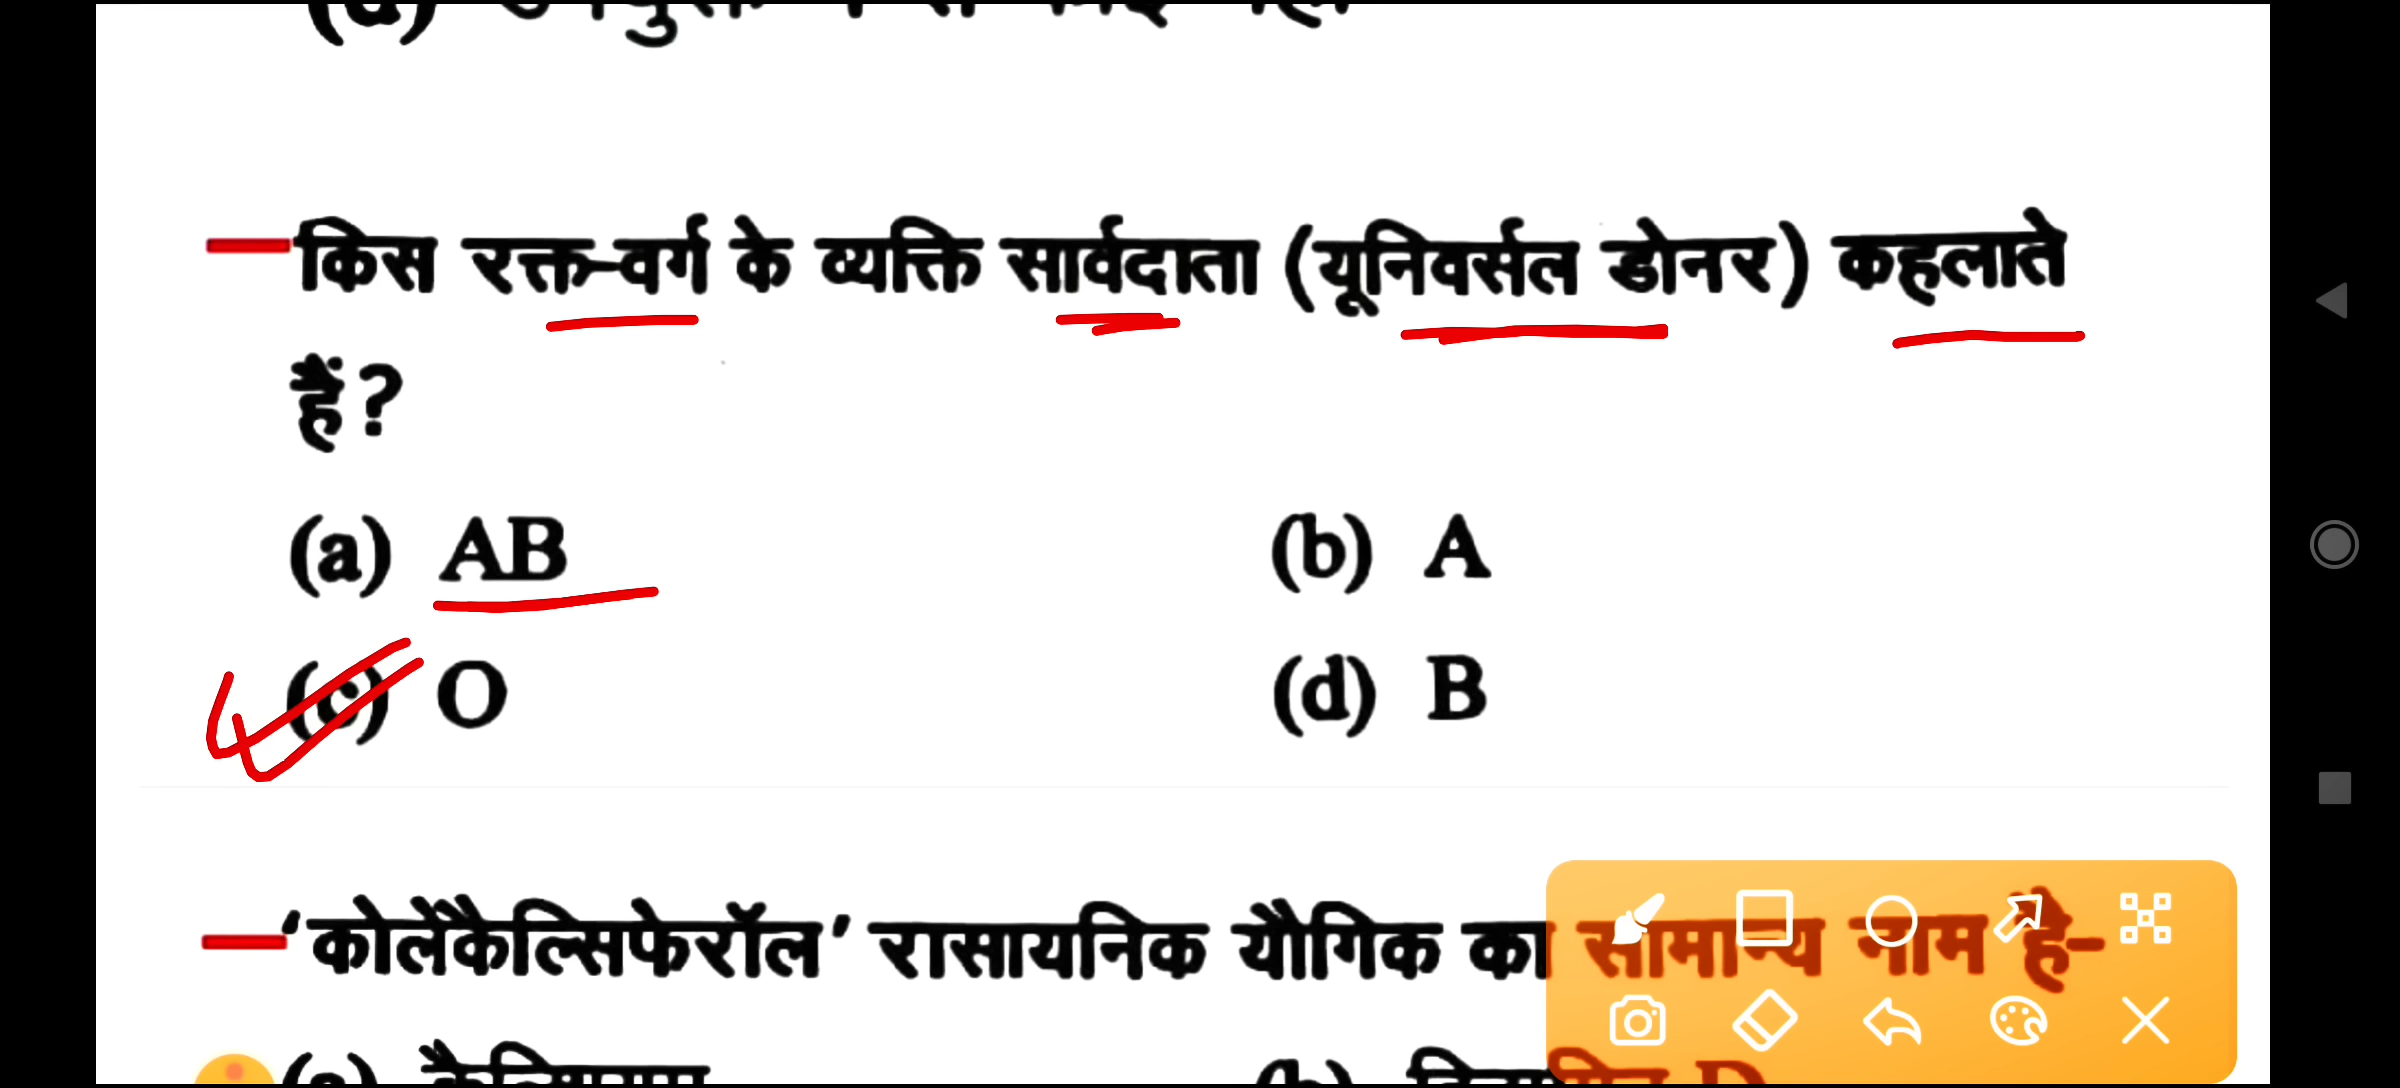 किस रक्त-वर्ग के व्यक्ति सार्वदाता (यूनिवर्सल डोनर) कहलाते
हैं?
(a) AB (b) A
(c) O (d) B
‘कोलेकैल्सिफेरॉल’ रासायनिक यौगिक का सामान्य नाम है-